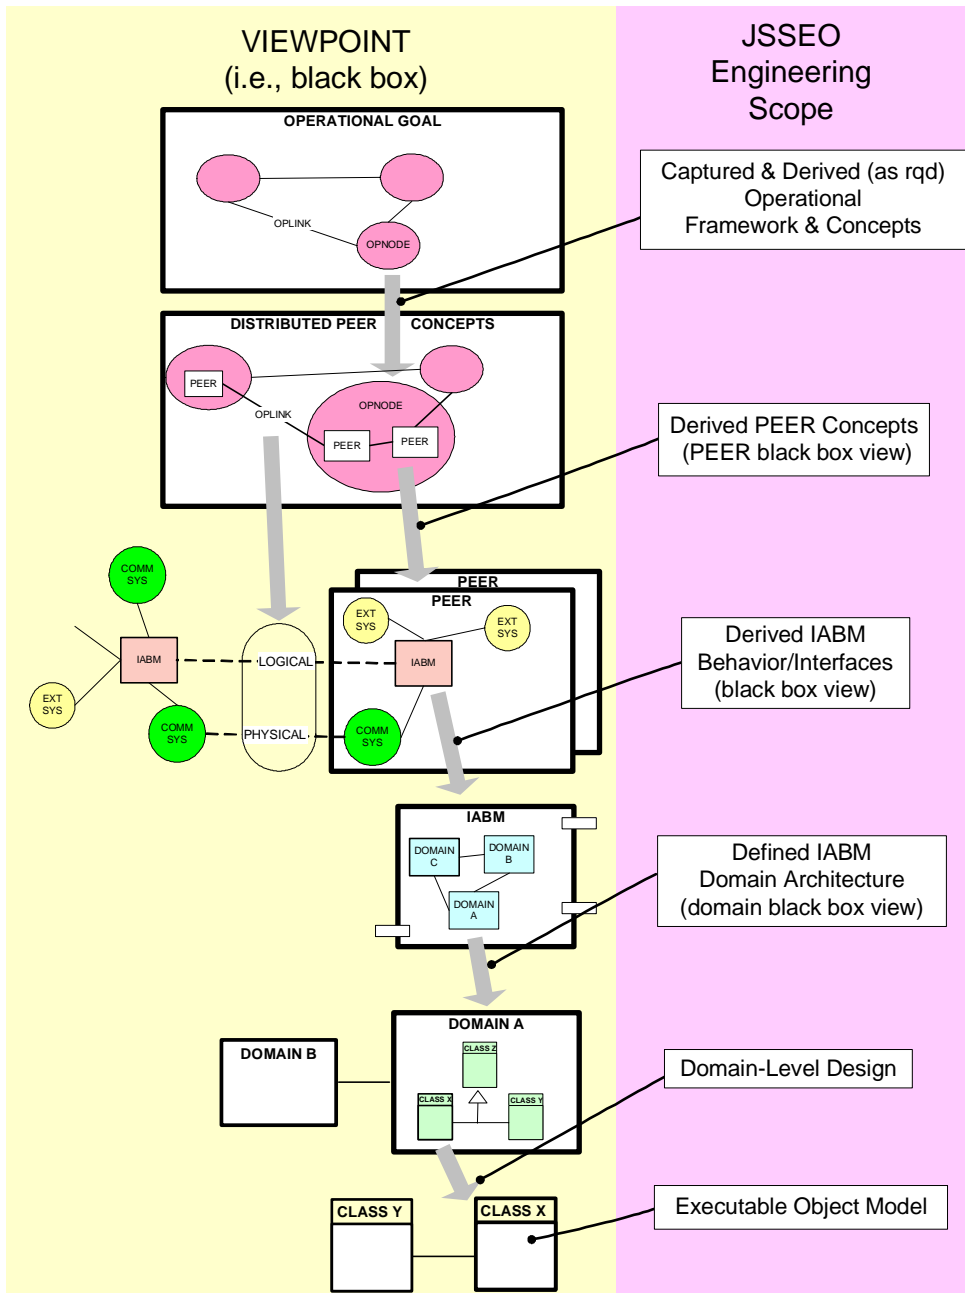 VIEWPOINT
(i.e., black box)
JSSEO
Engineering
Scope
OPERATIONAL GOAL
OPLINK
OPNODE
Captured & Derived (as rqd)
Operational
Framework & Concepts
DISTRIBUTED PEER CONCEPTS
PEER
OPLINK
OPNODE
PEER
PEER
Derived PEER Concepts
(PEER black box view)
COMM
SYS
IABM
EXT
SYS
COMM
SYS
LOGICAL
PHYSICAL
PEER
PEER
EXT
SYS
EXT
SYS
IABM
COMM
SYS
Derived IABM
Behavior/Interfaces
(black box view)
IABM
DOMAIN
C
DOMAIN
B
DOMAIN
A
Defined IABM
Domain Architecture
(domain black box view)
DOMAIN B
DOMAIN A
CLASS Z
CLASS X
CLASS Y
Domain-Level Design
CLASS Y
CLASS X
Executable Object Model